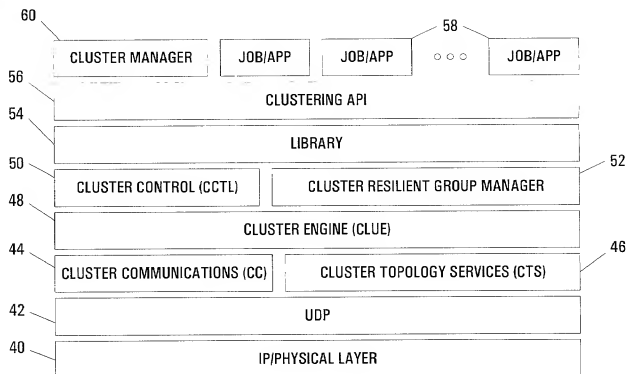 60
58
CLUSTER MANAGER
JOB/APP
JOB/APP
○ ○ ○
JOB/APP
56
CLUSTERING API
54
LIBRARY
50
52
CLUSTER CONTROL (CCTL)
CLUSTER RESILIENT GROUP MANAGER
48
CLUSTER ENGINE (CLUE)
44
46
CLUSTER COMMUNICATIONS (CC)
CLUSTER TOPOLOGY SERVICES (CTS)
42
UDP
40
IP/PHYSICAL LAYER